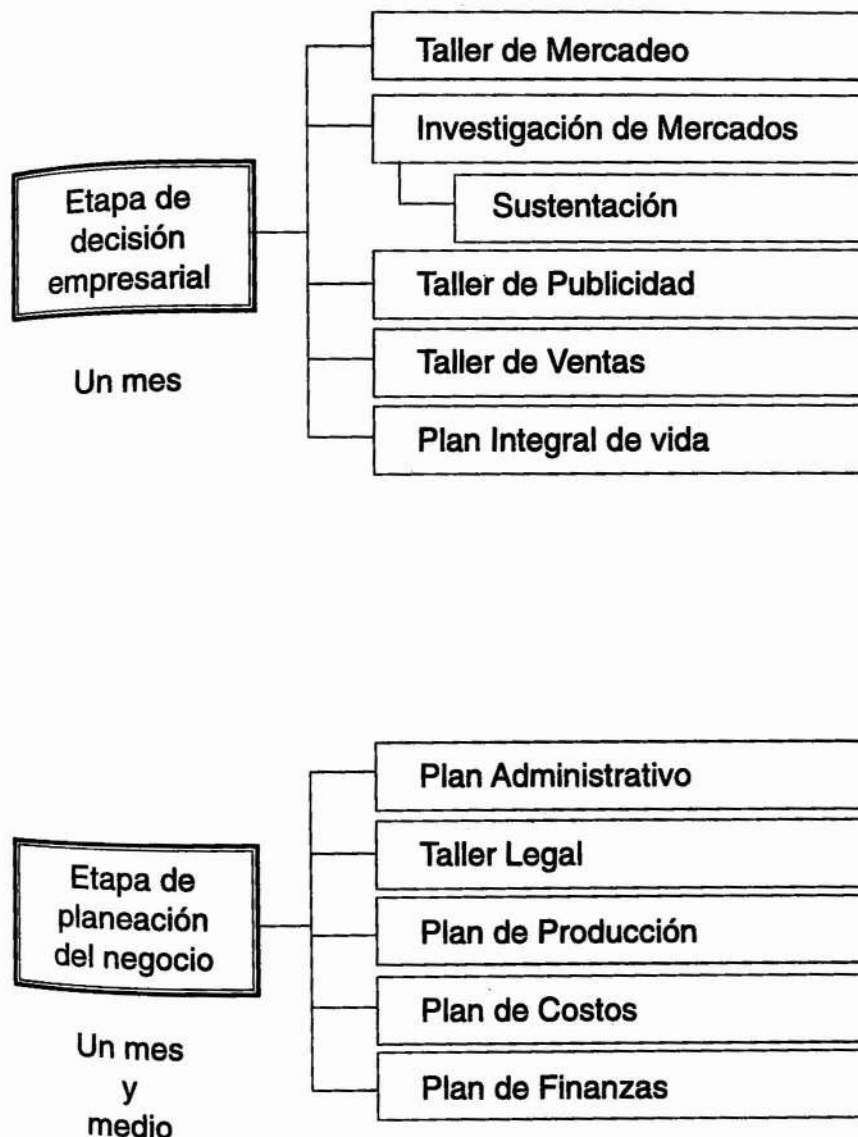 Taller de Mercadeo
Investigación de Mercados
Sustentación
Etapa de
decisión
empresarial
Un mes
Taller de Publicidad
Taller de Ventas
Plan Integral de vida
Plan Administrativo
Taller Legal
Etapa de
planeación
del negocio
Un mes
y
medio
Plan de Producción
Plan de Costos
Plan de Finanzas